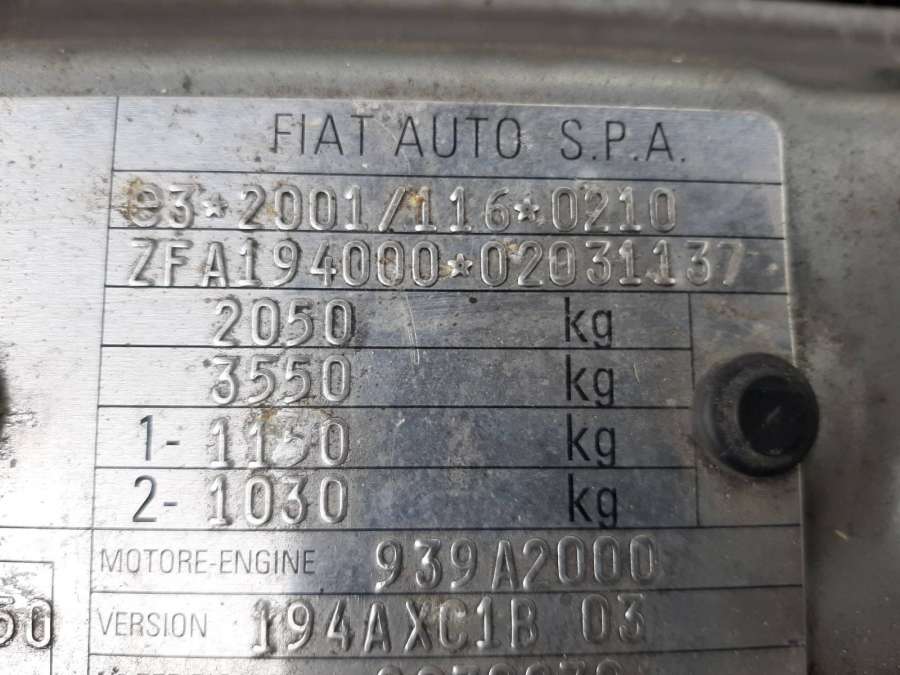 FIAT AUTO S.P.A.
e3*2001/116*0210
ZFA194000*02031137
2050 kg
3550 kg
1- 1150 kg
2- 1030 kg
MOTORE-ENGINE 939A2000
50
VERSION 194AXC1B 03